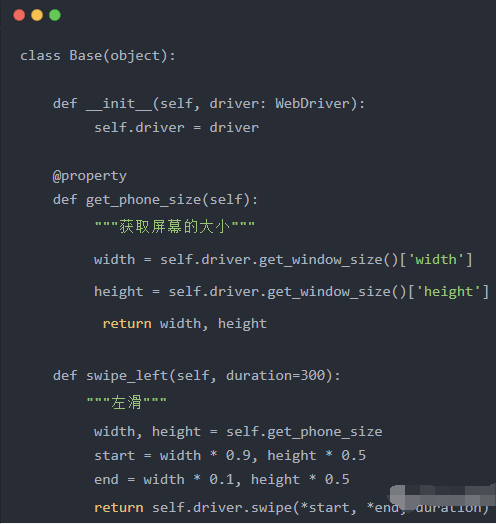 class Base(object):
def __init__(self, driver: WebDriver):
self.driver = driver
@property
def get_phone_size(self):
"""获取屏幕的大小"""
width = self.driver.get_window_size()['width']
height = self.driver.get_window_size()['height']
return width, height
def swipe_left(self, duration=300):
"""左滑"""
width, height = self.get_phone_size
start = width * 0.9, height * 0.5
end = width * 0.1, height * 0.5
return self.driver.swipe(*start, *end, duration)